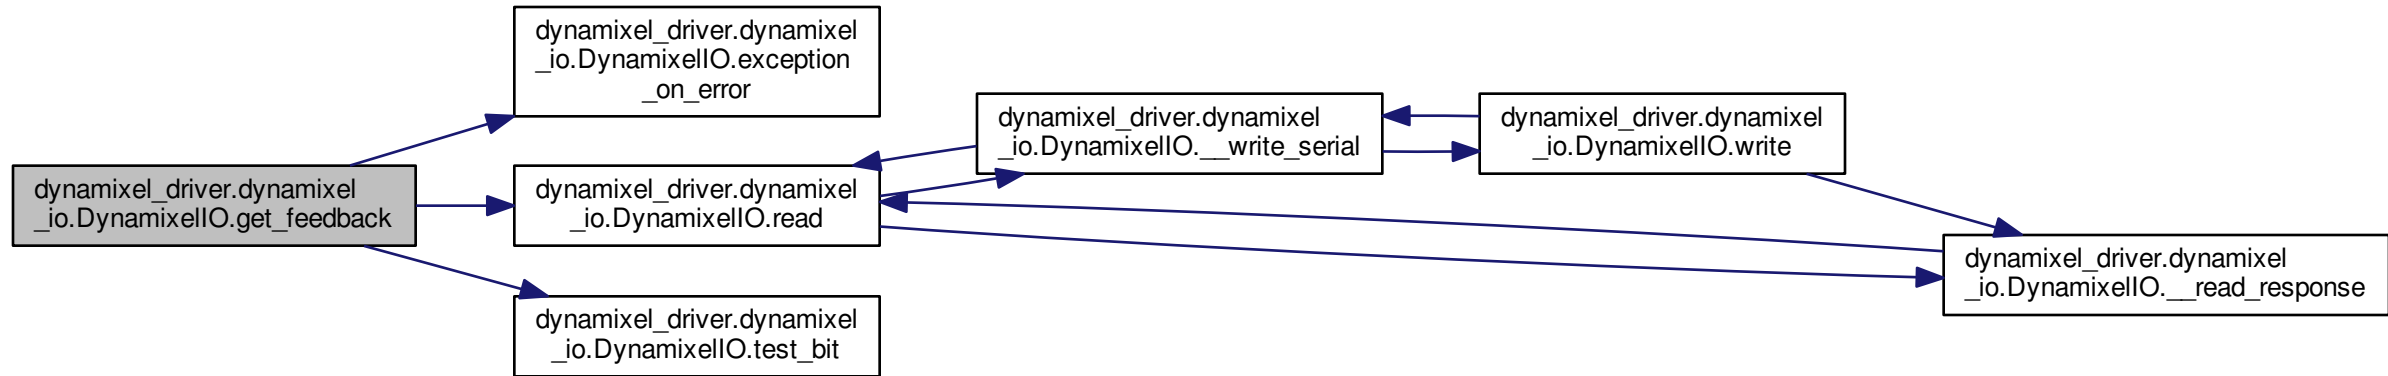 dynamixel_driver.dynamixel
_io.DynamixelIO.get_feedback
dynamixel_driver.dynamixel
_io.DynamixelIO.exception
_on_error
dynamixel_driver.dynamixel
_io.DynamixelIO.read
dynamixel_driver.dynamixel
_io.DynamixelIO.test_bit
dynamixel_driver.dynamixel
_io.DynamixelIO.__write_serial
dynamixel_driver.dynamixel
_io.DynamixelIO.write
dynamixel_driver.dynamixel
_io.DynamixelIO.__read_response